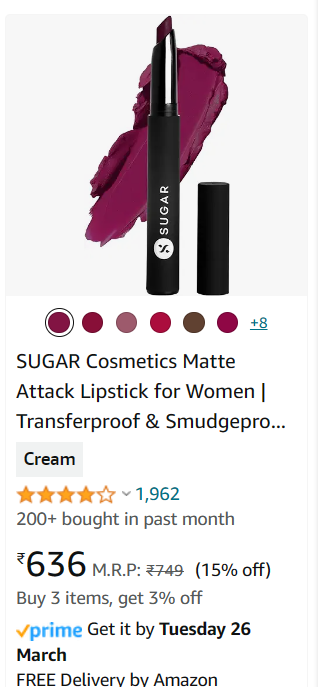 SUGAR
+8
SUGAR Cosmetics Matte
Attack Lipstick for Women |
Transferproof & Smudgepro...
Cream
1,962
200+ bought in past month
₹636 M.R.P: ₹749 (15% off)
Buy 3 items, get 3% off
prime Get it by Tuesday 26
March
FREE Delivery by Amazon